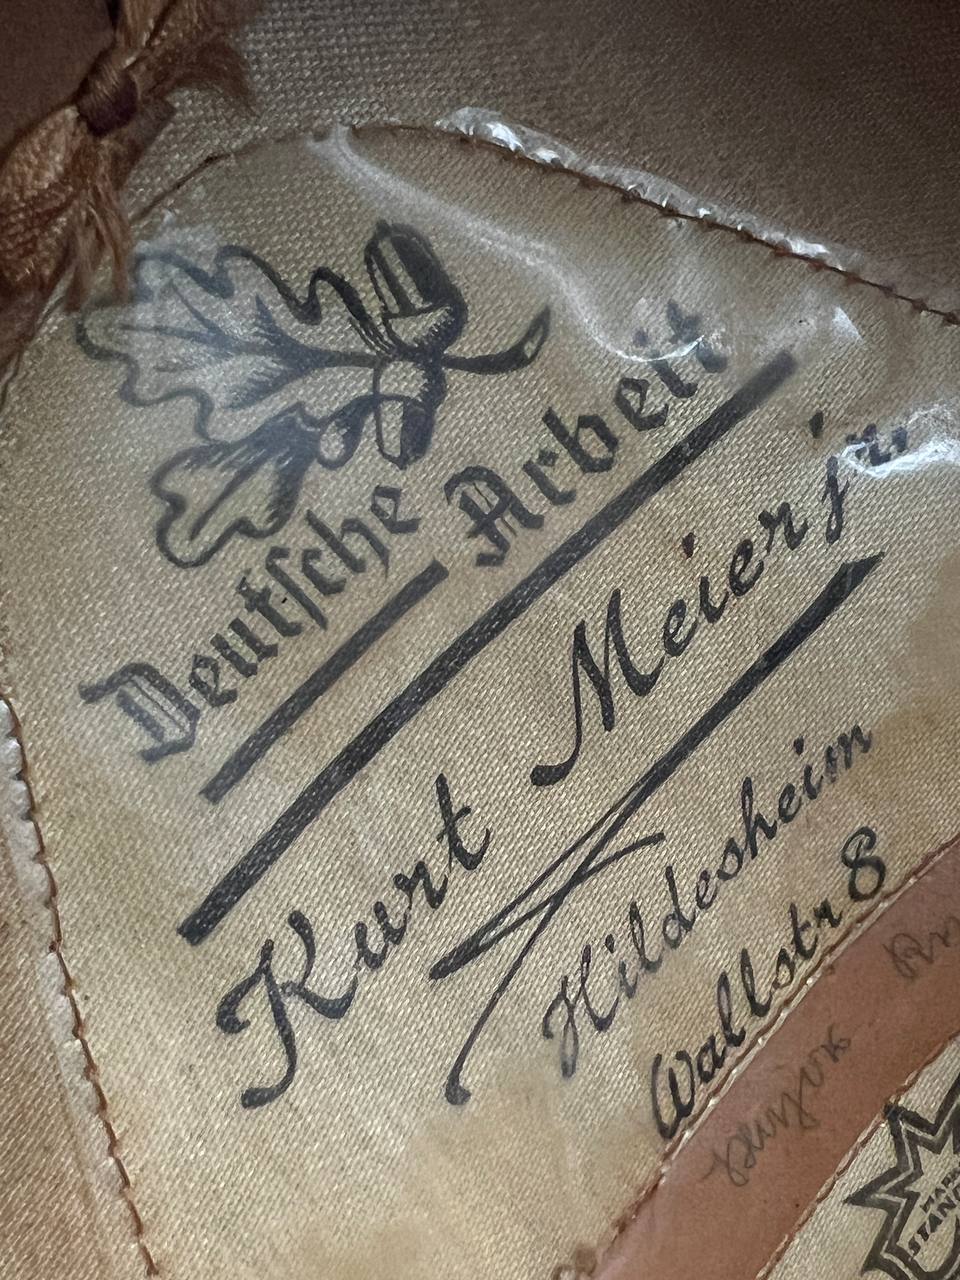 Deutſche Arbeit
Kurt Meier jr.
Hildesheim
Wallstr 8